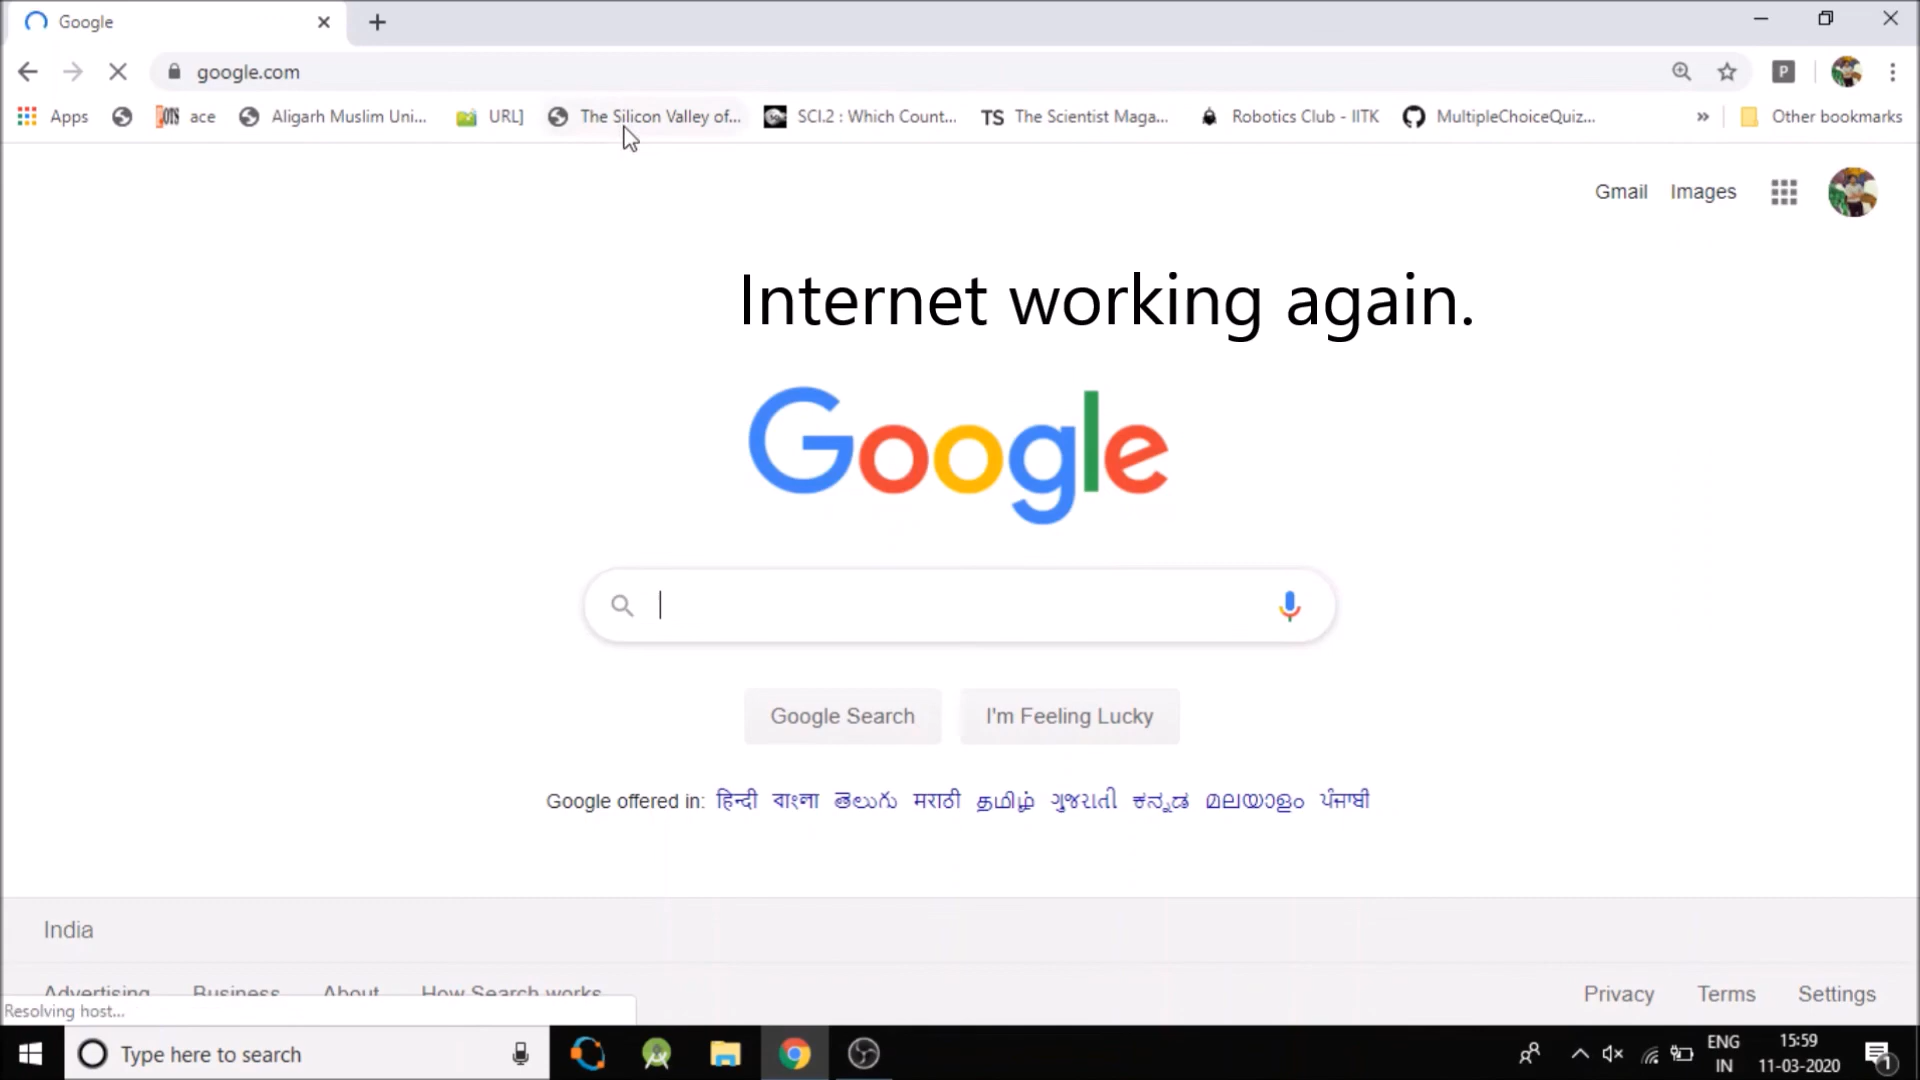 Google
google.com
Apps ace Aligarh Muslim Uni... URL] The Silicon Valley of... SCI.2 : Which Count... TS The Scientist Maga... Robotics Club - IITK MultipleChoiceQuiz... » Other bookmarks
Gmail Images
Internet working again.
Google
Google Search I'm Feeling Lucky
Google offered in: हिन्दी বাংলা తెలుగు मराठी தமிழ் ગુજરાતી ಕನ್ನಡ മലയാളം ਪੰਜਾਬੀ
India
Advertising Business About How Search works Privacy Terms Settings
Resolving host...
Type here to search ENG 15:59
IN 11-03-2020 1